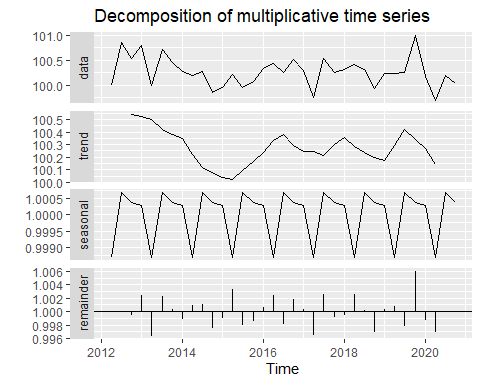 Decomposition of multiplicative time series
101.0
100.5
100.0
data
100.5
100.4
100.3
100.2
100.1
100.0
trend
1.0005
1.0000
0.9995
0.9990
seasonal
1.006
1.004
1.002
1.000
0.998
0.996
remainder
2012 2014 2016 2018 2020
Time